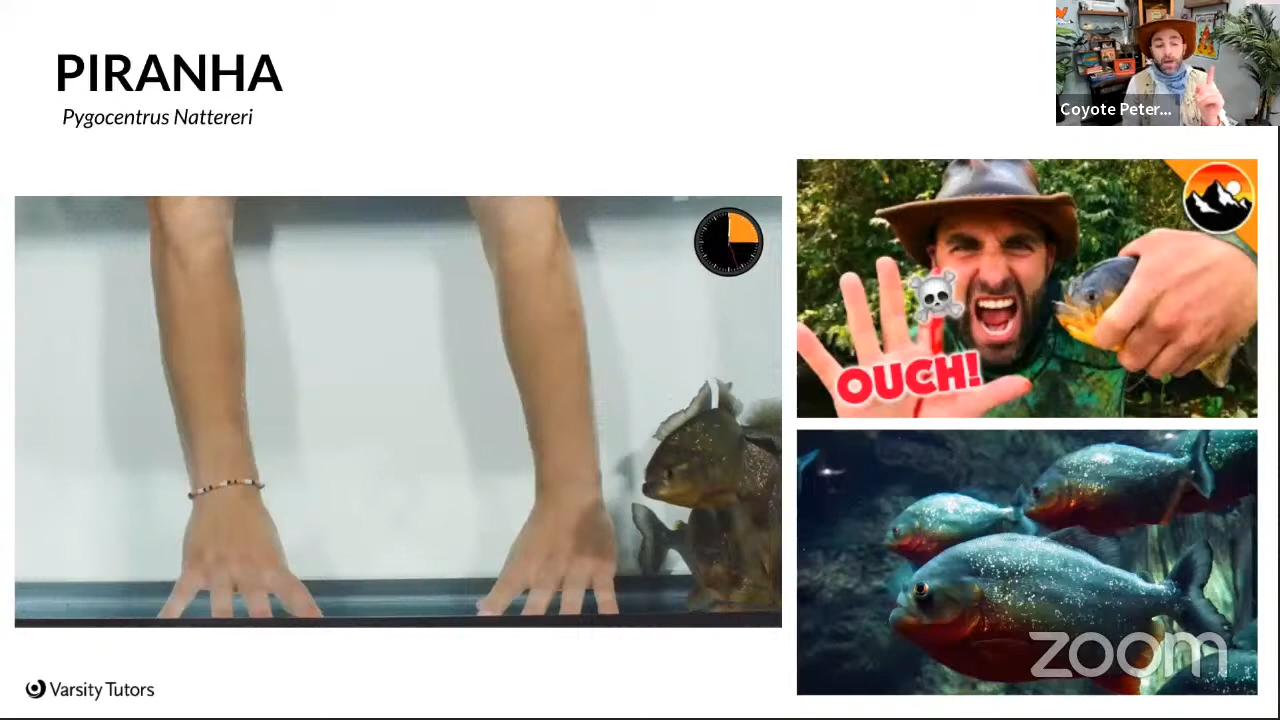 PIRANHA
Pygocentrus Nattereri
Coyote Peter...
OUCH!
zoom
Varsity Tutors